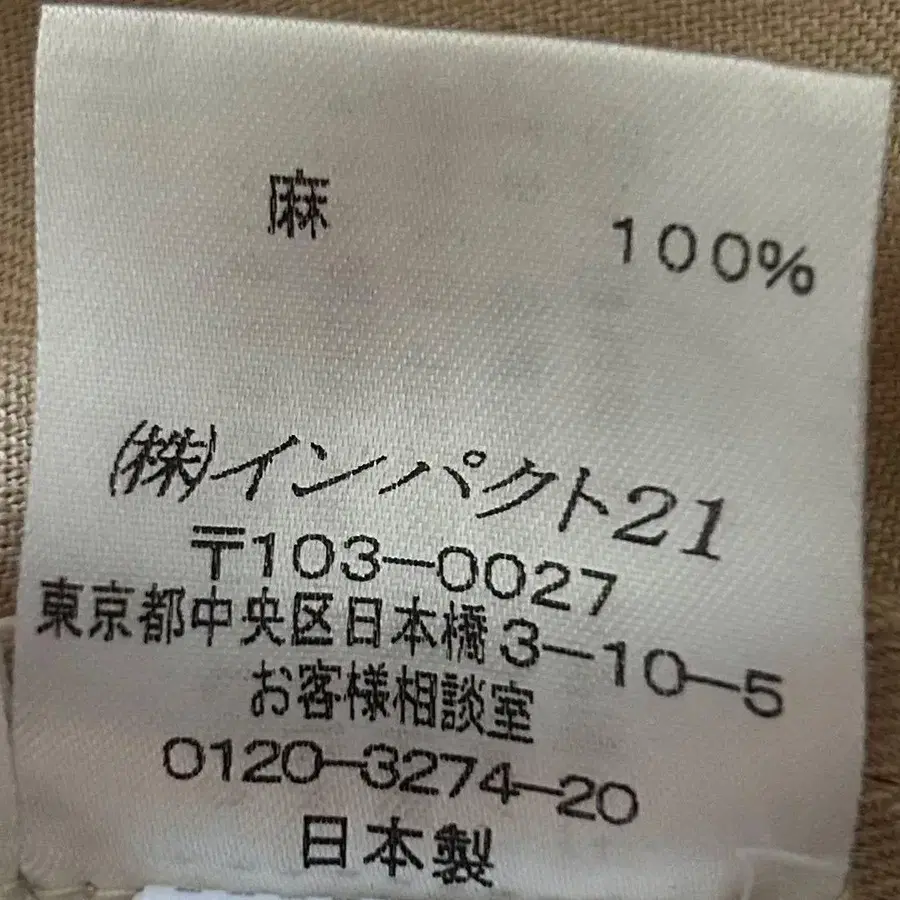 麻 100%
㈱インパクト21
〒103-0027
東京都中央区日本橋3-10-5
お客様相談室
0120-3274-20
日本製